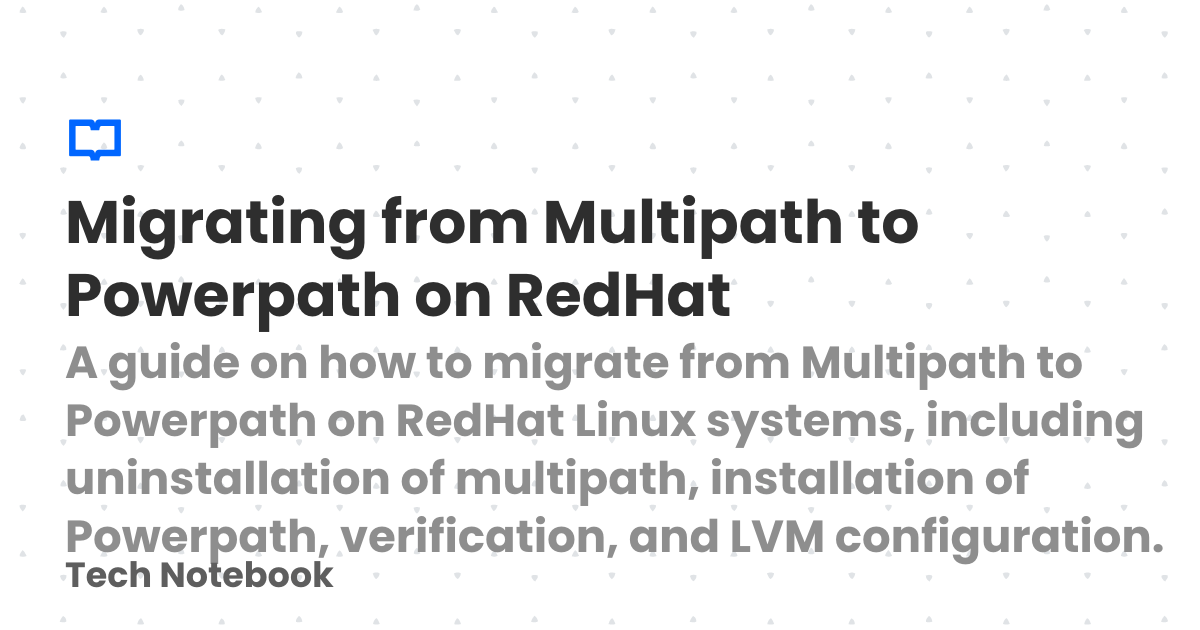 Migrating from Multipath to
Powerpath on RedHat
A guide on how to migrate from Multipath to
Powerpath on RedHat Linux systems, including
uninstallation of multipath, installation of
Powerpath, verification, and LVM configuration.
Tech Notebook